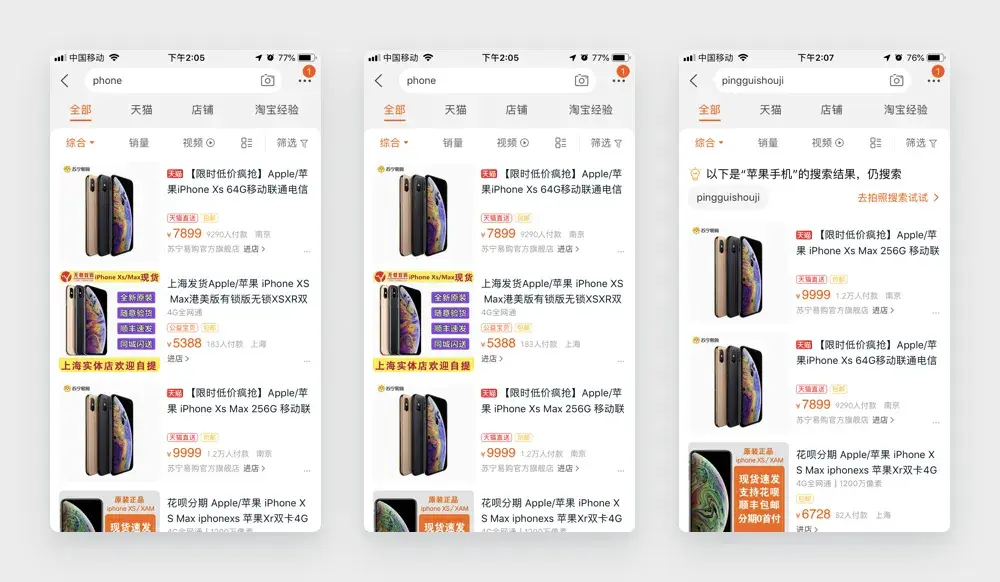 中国移动 下午2:05 77%
phone
1
全部 天猫 店铺 淘宝经验
综合 销量 视频 筛选
苏宁易购
天猫 【限时低价疯抢】Apple/苹
果iPhone Xs 64G移动联通电信
天猫直送 包邮
¥7899 9290人付款 南京
苏宁易购官方旗舰店 进店 >
iPhone Xs/Max现货
全新原装
随意验货
顺丰速发
同城闪送
上海实体店欢迎自提
上海发货Apple/苹果 iPhone XS
Max港美版有锁版无锁XSXR双
4G全网通
公益宝贝 包邮
¥5388 183人付款 上海
进店 >
苏宁易购
天猫 【限时低价疯抢】Apple/苹
果 iPhone Xs Max 256G 移动联
天猫直送 包邮
¥9999 1.2万人付款 南京
苏宁易购官方旗舰店 进店 >
原装正品
iphone XS/XAM
现货速发
花呗分期 Apple/苹果 iPhone X
S Max iphonexs 苹果Xr双卡4G
4G全网通 | 1200万像素
中国移动 下午2:05 77%
phone
1
全部 天猫 店铺 淘宝经验
综合 销量 视频 筛选
苏宁易购
天猫 【限时低价疯抢】Apple/苹
果iPhone Xs 64G移动联通电信
天猫直送 包邮
¥7899 9290人付款 南京
苏宁易购官方旗舰店 进店 >
iPhone Xs/Max现货
全新原装
随意验货
顺丰速发
同城闪送
上海实体店欢迎自提
上海发货Apple/苹果 iPhone XS
Max港美版有锁版无锁XSXR双
4G全网通
公益宝贝 包邮
¥5388 183人付款 上海
进店 >
苏宁易购
天猫 【限时低价疯抢】Apple/苹
果 iPhone Xs Max 256G 移动联
天猫直送 包邮
¥9999 1.2万人付款 南京
苏宁易购官方旗舰店 进店 >
原装正品
iphone XS/XAM
现货速发
花呗分期 Apple/苹果 iPhone X
S Max iphonexs 苹果Xr双卡4G
4G全网通 | 1200万像素
中国移动 下午2:07 76%
pingguishouji
1
全部 天猫 店铺 淘宝经验
综合 销量 视频 筛选
以下是“苹果手机”的搜索结果，仍搜索
pingguishouji 去拍照搜索试试 >
苏宁易购
天猫 【限时低价疯抢】Apple/苹
果 iPhone Xs Max 256G 移动联
天猫直送 包邮
¥9999 1.2万人付款 南京
苏宁易购官方旗舰店 进店 >
苏宁易购
天猫 【限时低价疯抢】Apple/苹
果iPhone Xs 64G移动联通电信
天猫直送 包邮
¥7899 9290人付款 南京
苏宁易购官方旗舰店 进店 >
原装正品
iphone XS/XAM
现货速发
支持花呗
顺丰包邮
分期0首付
花呗分期 Apple/苹果 iPhone X
S Max iphonexs 苹果Xr双卡4G
4G全网通 | 1200万像素
包邮
¥6728 82人付款 上海
进店 >